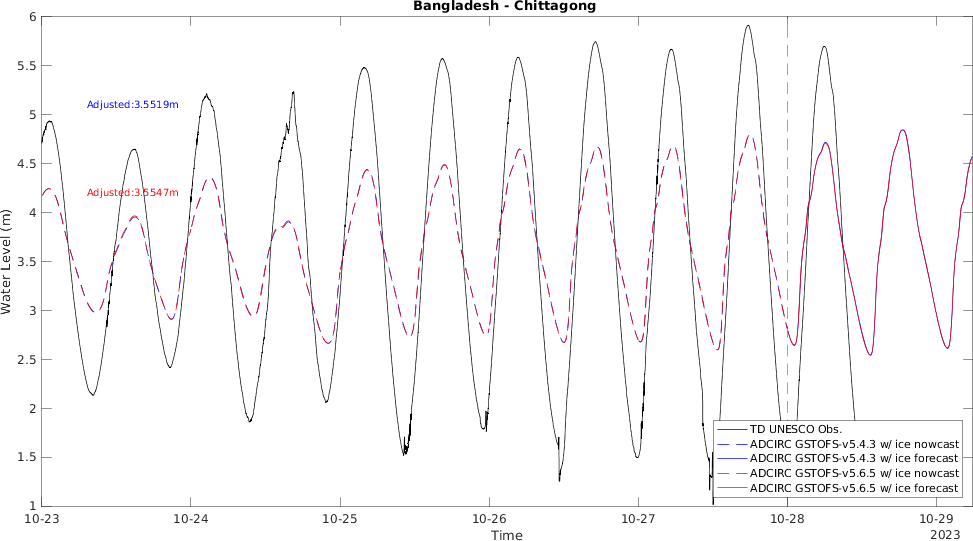 Bangladesh - Chittagong
6
5.5
5
4.5
4
3.5
3
2.5
2
1.5
1
Water Level (m)
Adjusted:3.5519m
Adjusted:3.5547m
TD UNESCO Obs.
ADCIRC GSTOFS-v5.4.3 w/ ice nowcast
ADCIRC GSTOFS-v5.4.3 w/ ice forecast
ADCIRC GSTOFS-v5.6.5 w/ ice nowcast
ADCIRC GSTOFS-v5.6.5 w/ ice forecast
10-23 10-24 10-25 10-26 10-27 10-28 10-29
Time
2023